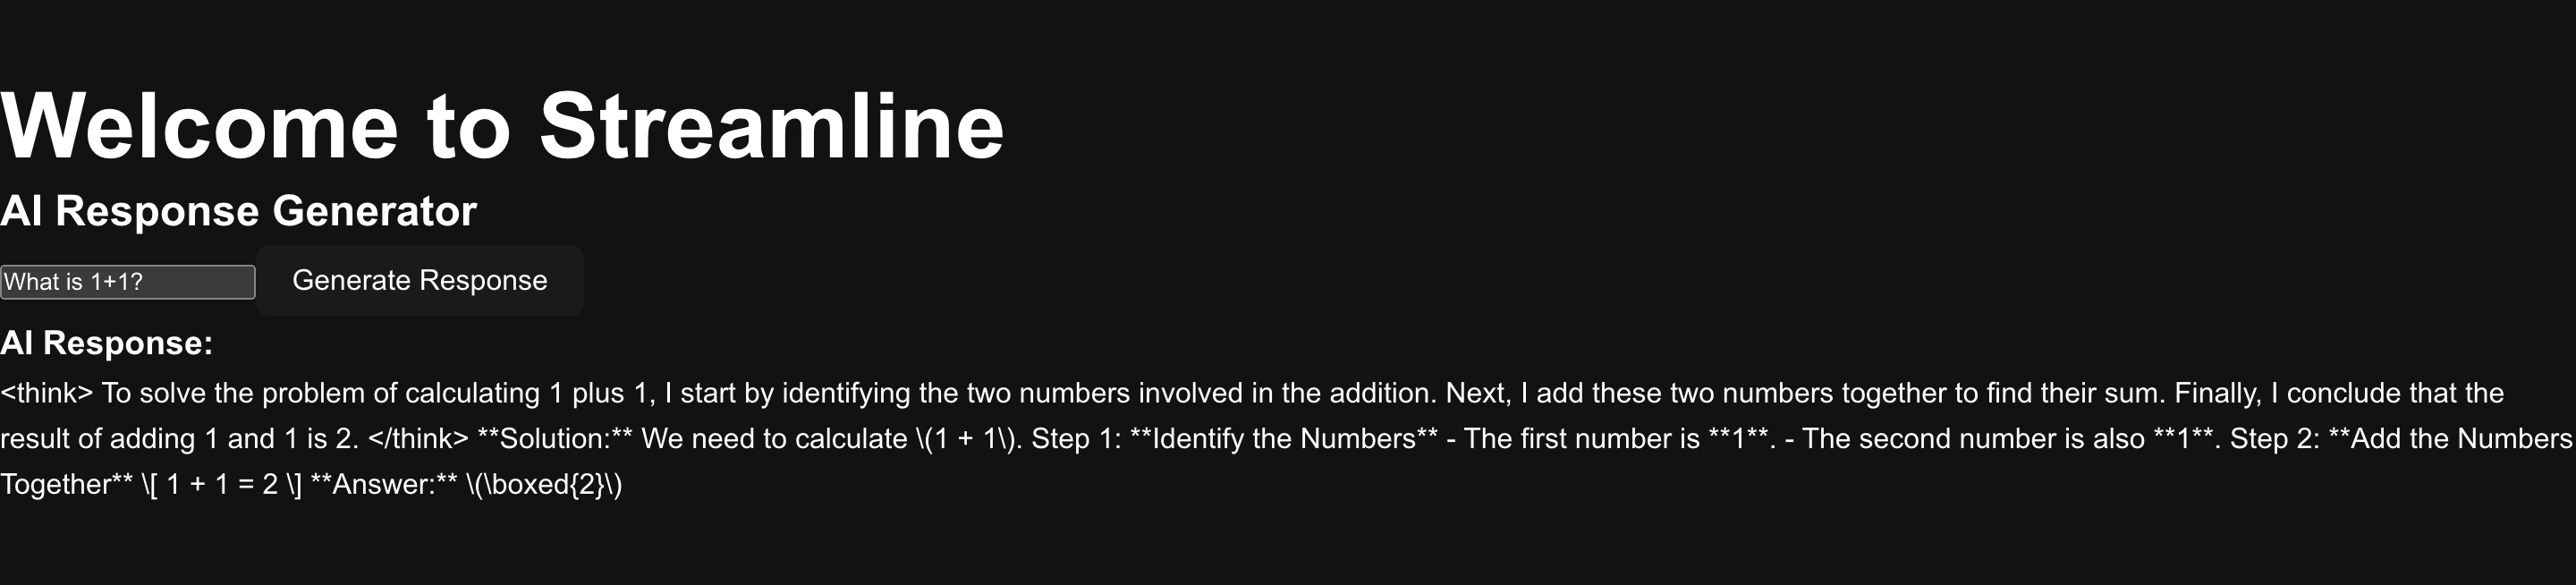 Welcome to Streamline
AI Response Generator
What is 1+1?
Generate Response
AI Response:
<think> To solve the problem of calculating 1 plus 1, I start by identifying the two numbers involved in the addition. Next, I add these two numbers together to find their sum. Finally, I conclude that the
result of adding 1 and 1 is 2. </think> **Solution:** We need to calculate \(1 + 1\). Step 1: **Identify the Numbers** - The first number is **1**. - The second number is also **1**. Step 2: **Add the Numbers
Together** \[ 1 + 1 = 2 \] **Answer:** \(\boxed{2}\)